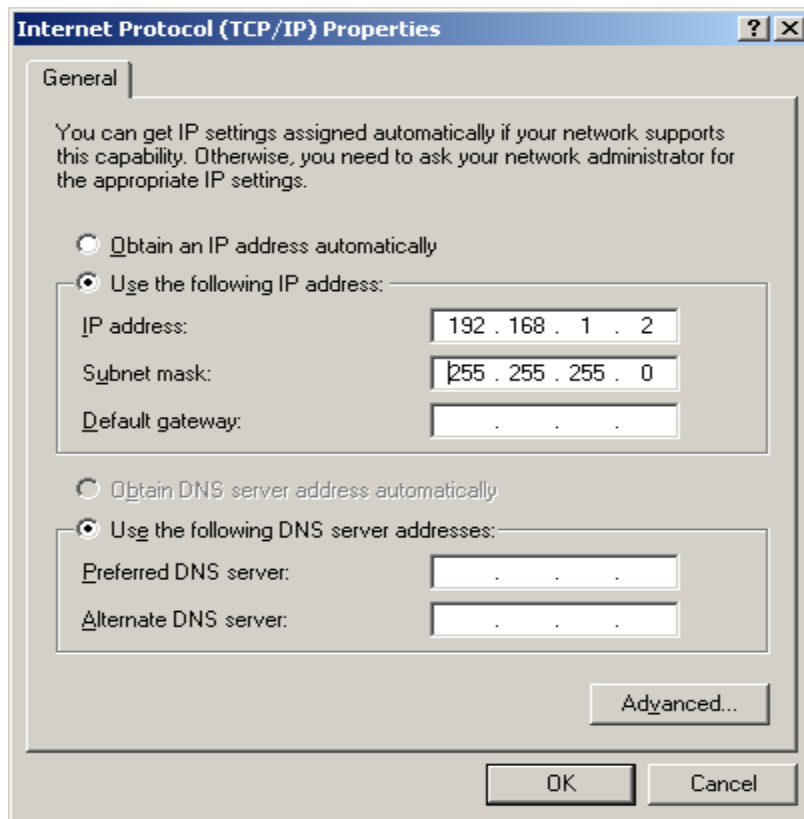 Internet Protocol (TCP/IP) Properties
General
You can get IP settings assigned automatically if your network supports
this capability. Otherwise, you need to ask your network administrator for
the appropriate IP settings.
Obtain an IP address automatically
Use the following IP address:
IP address: 192 . 168 . 1 . 2
Subnet mask: 255 . 255 . 255 . 0
Default gateway: . . .
Obtain DNS server address automatically
Use the following DNS server addresses:
Preferred DNS server: . . .
Alternate DNS server: . . .
Advanced...
OK Cancel